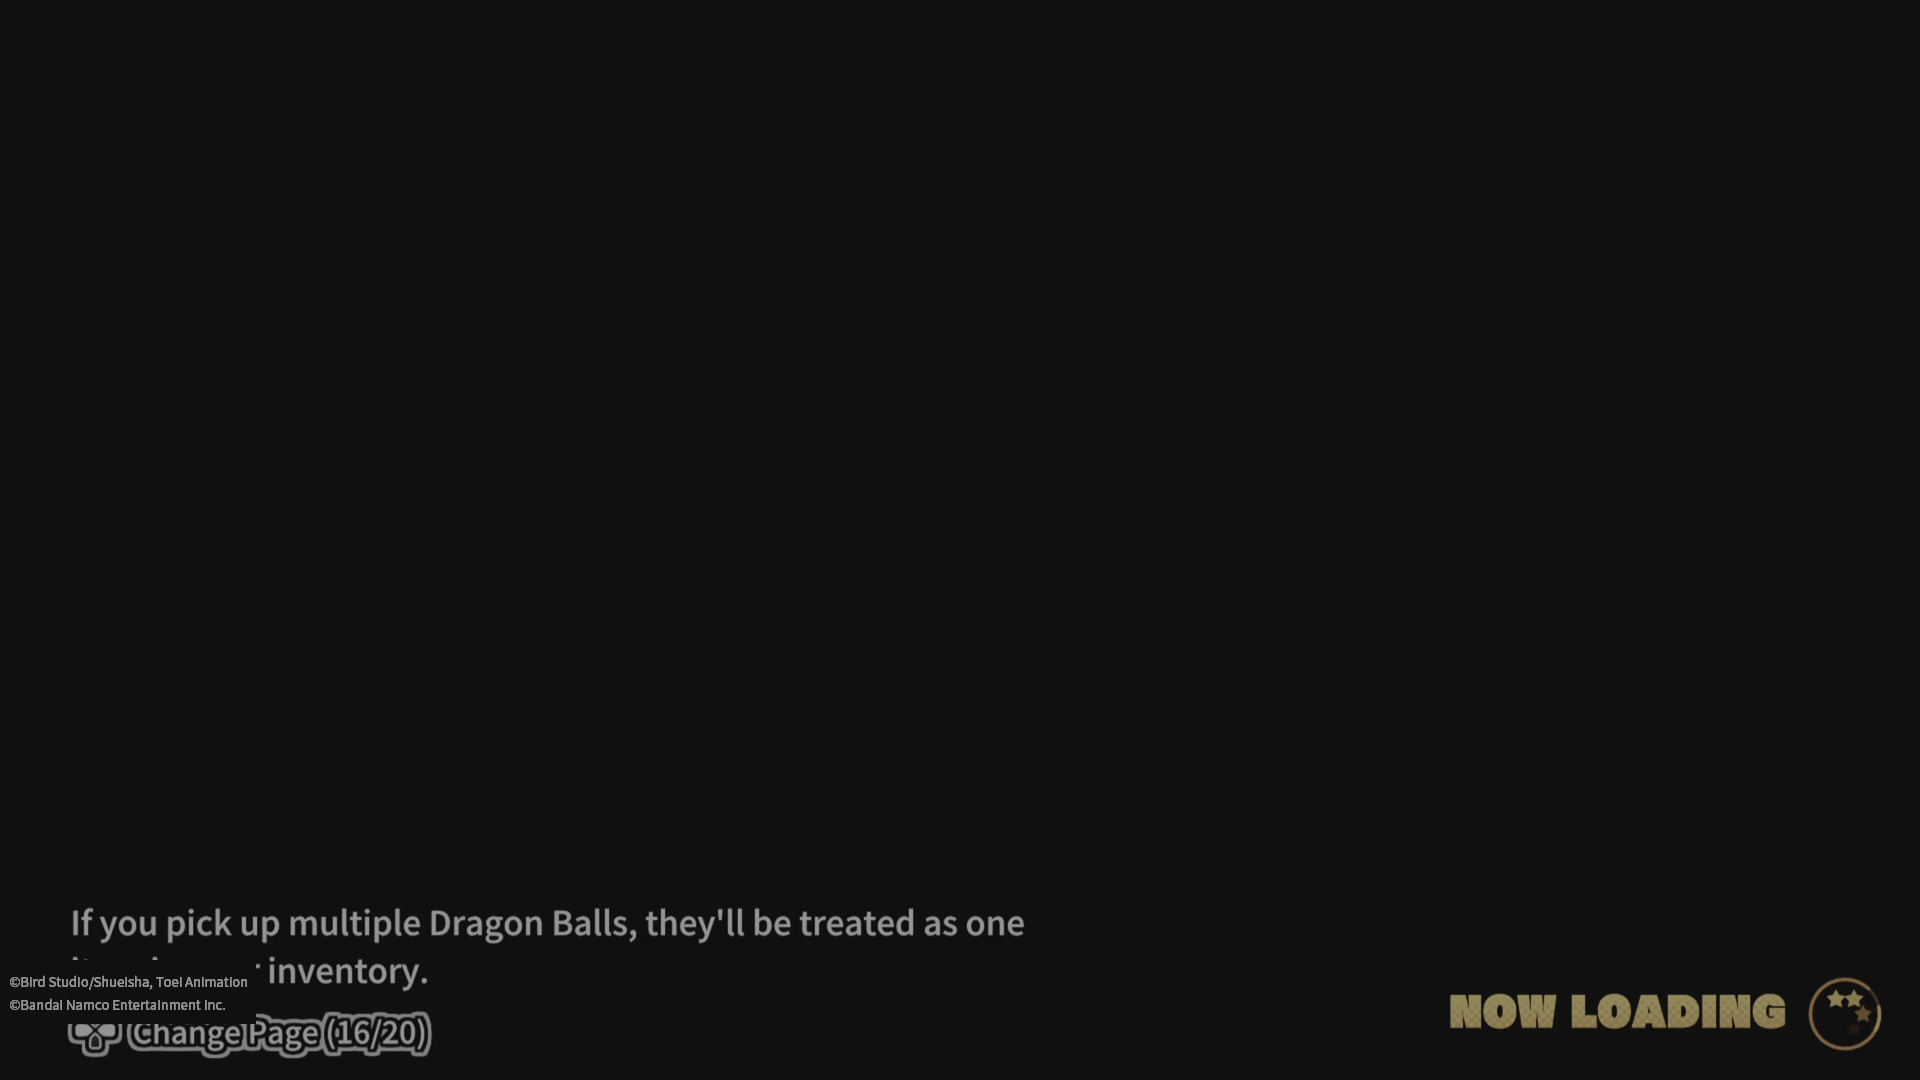 If you pick up multiple Dragon Balls, they'll be treated as one
inventory.
©Bird Studio/Shueisha, Toei Animation
©Bandai Namco Entertainment Inc.
Change Page (16/20)
NOW LOADING